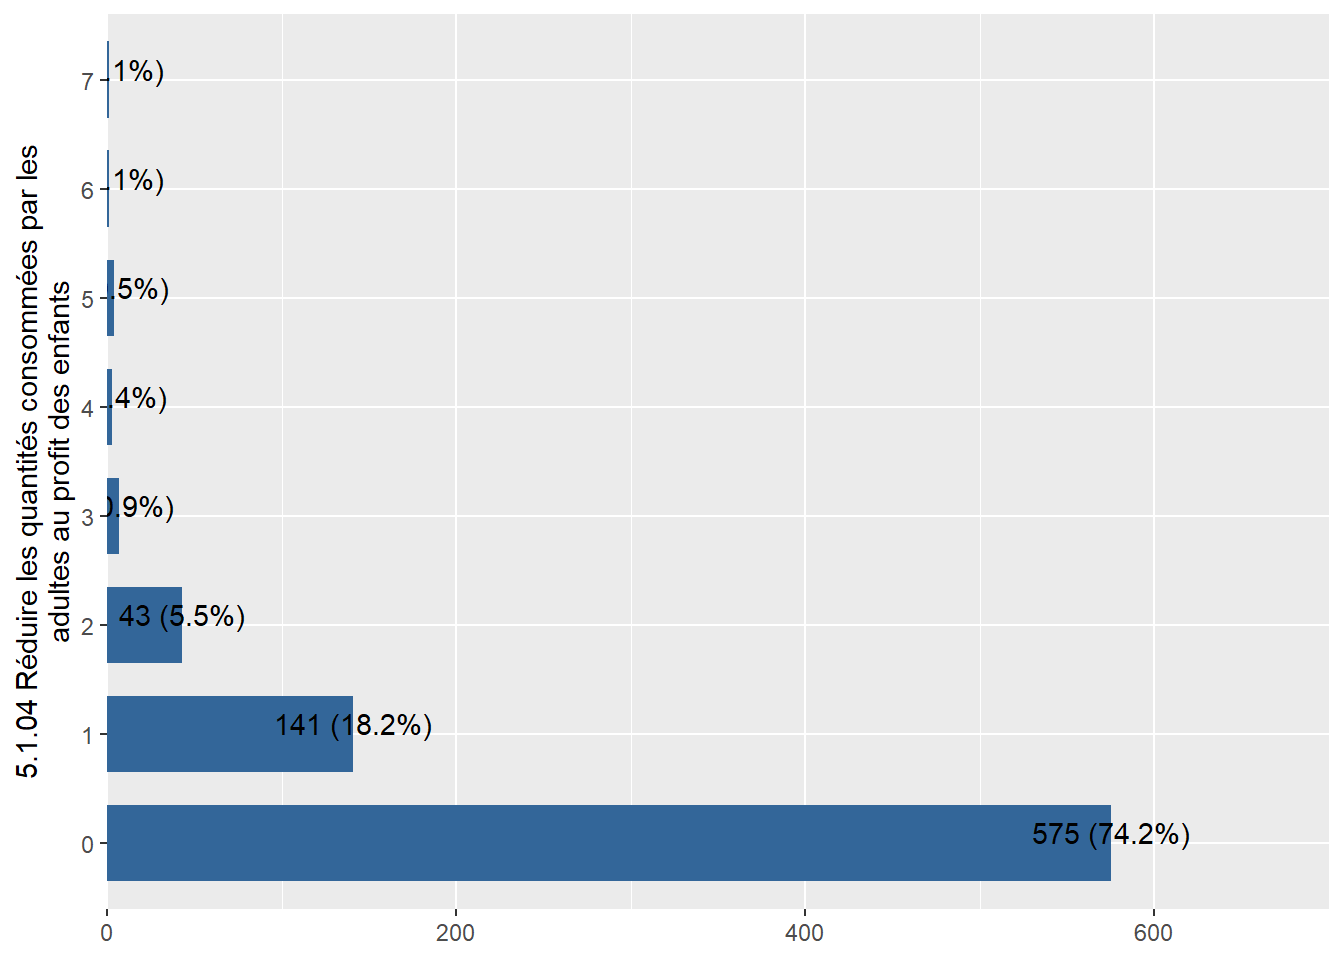 5.1.04 Réduire les quantités consommées par les
adultes au profit des enfants
7 1%)
6 1%)
5 .5%)
4 .4%)
3 0.9%)
2 43 (5.5%)
1 141 (18.2%)
0 575 (74.2%)
0 200 400 600